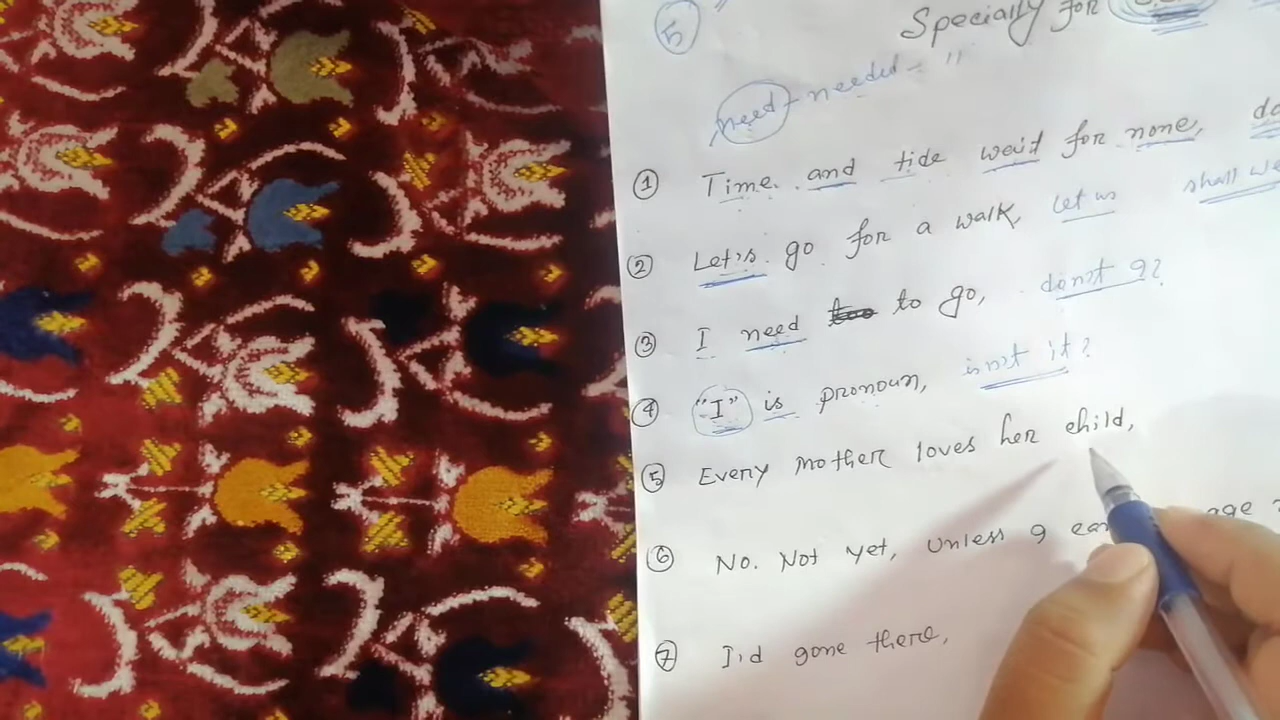 5 "
Specially for
need - needed - "
1 Time and tide wait for none, do
2 Let's go for a walk, Let us shall we
3 I need to go, don't I?
4 "I" is pronoun, isn't it?
5 Every mother loves her child,
6 No. Not yet, unless I
7 I'd gone there,